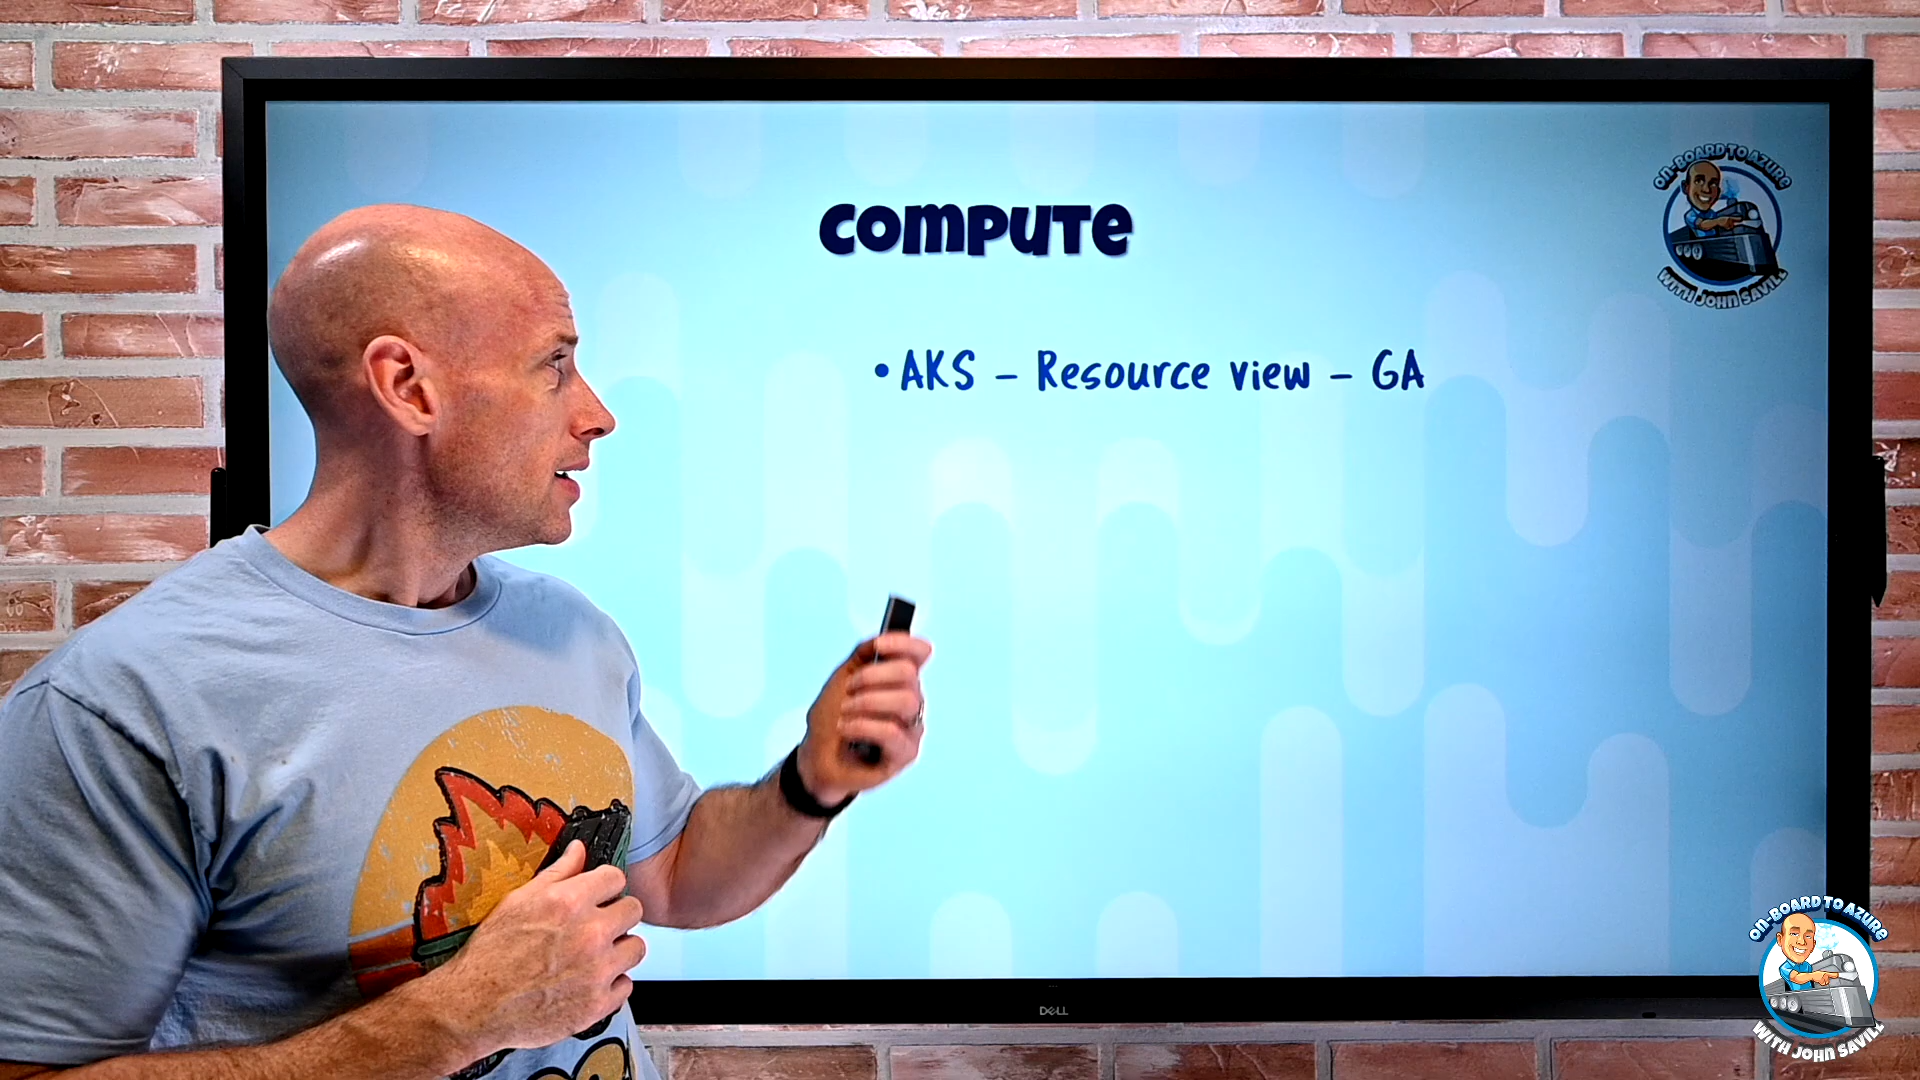 ON-BOARD TO AZURE
WITH JOHN SAVILL
COMPUTE
• AKS – Resource view – GA
DELL
ON-BOARD TO AZURE
WITH JOHN SAVILL